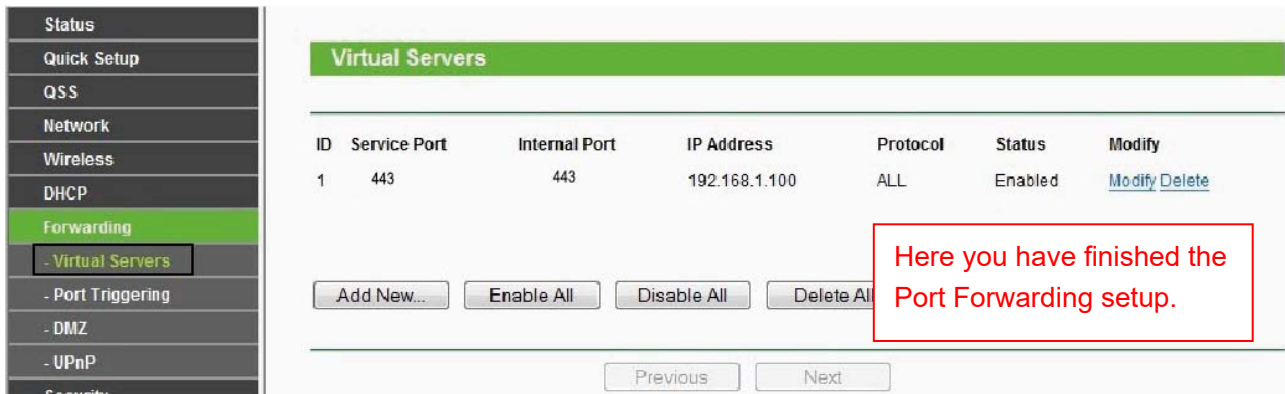 Status
Quick Setup
QSS
Network
Wireless
DHCP
Forwarding
- Virtual Servers
- Port Triggering
- DMZ
- UPnP
Security
Virtual Servers
ID Service Port Internal Port IP Address Protocol Status Modify
1 443 443 192.168.1.100 ALL Enabled Modify Delete
Add New... Enable All Disable All Delete All
Here you have finished the
Port Forwarding setup.
Previous Next